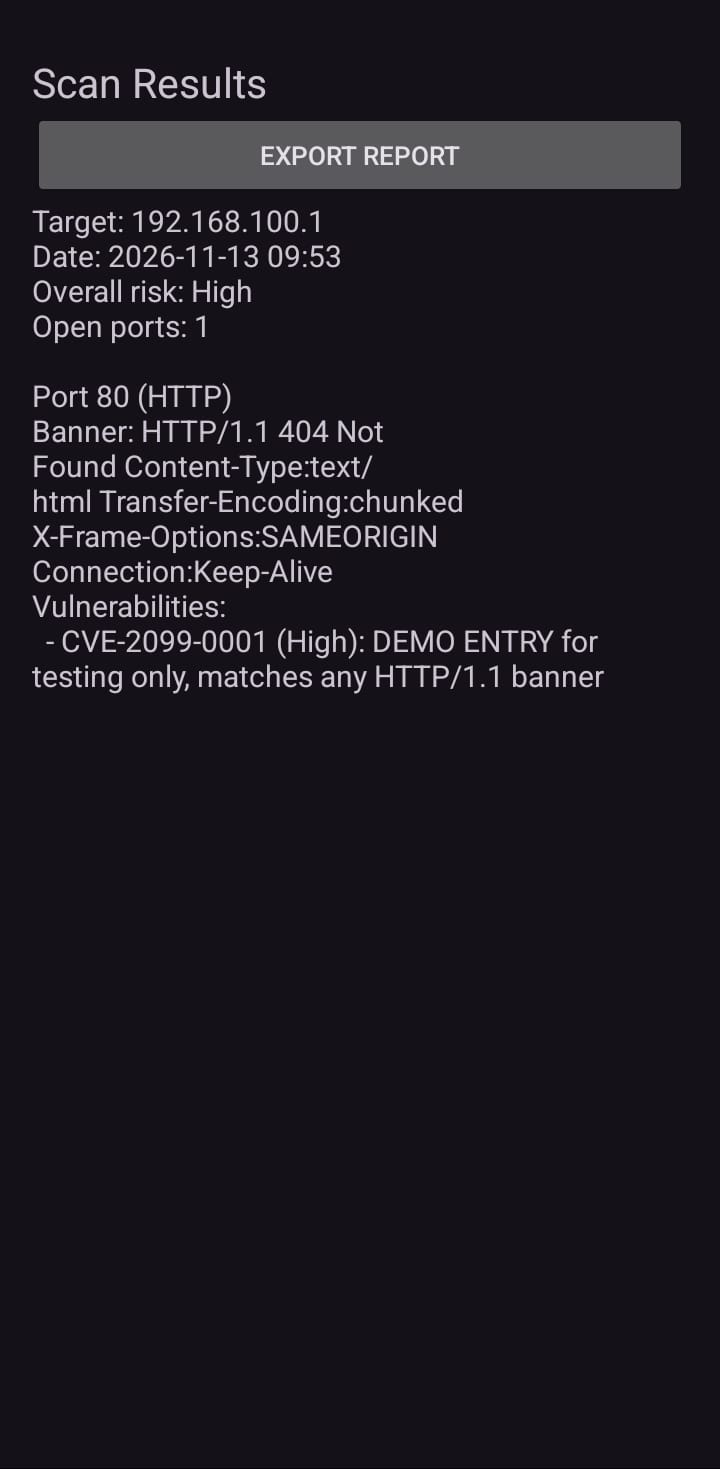 Scan Results
EXPORT REPORT
Target: 192.168.100.1
Date: 2026-11-13 09:53
Overall risk: High
Open ports: 1
Port 80 (HTTP)
Banner: HTTP/1.1 404 Not
Found Content-Type:text/
html Transfer-Encoding:chunked
X-Frame-Options:SAMEORIGIN
Connection:Keep-Alive
Vulnerabilities:
- CVE-2099-0001 (High): DEMO ENTRY for
testing only, matches any HTTP/1.1 banner